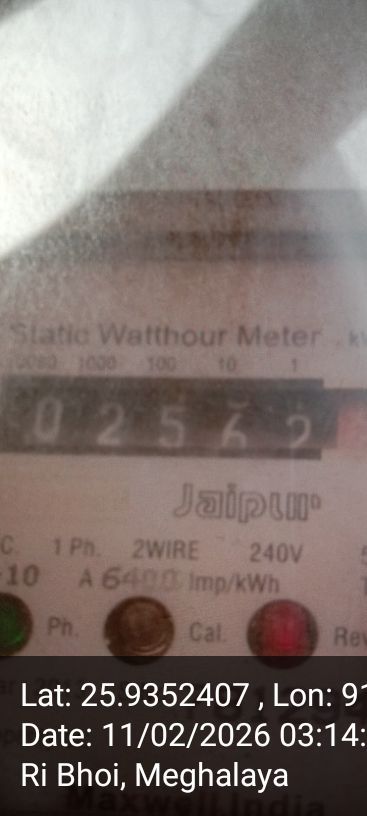 Static Watthour Meter
1000 100 10 1
0 2 5 6 2
Jaipur
1 Ph. 2WIRE 240V
A 6400 Imp/kWh
Ph. Cal. Rev
Lat: 25.9352407 , Lon: 91
Date: 11/02/2026 03:14:
Ri Bhoi, Meghalaya
Maxwell India